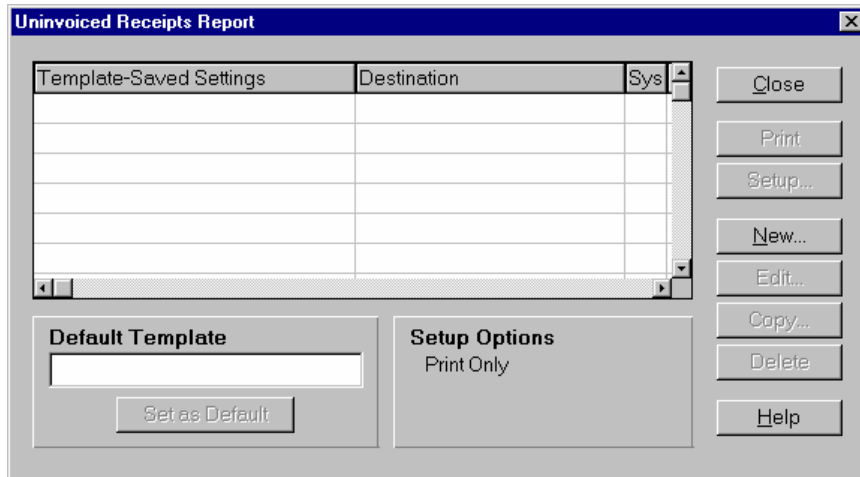 Uninvoiced Receipts Report
Template-Saved Settings Destination Sys
Close
Print
Setup...
New...
Edit...
Copy...
Delete
Help
Default Template
Set as Default
Setup Options
Print Only